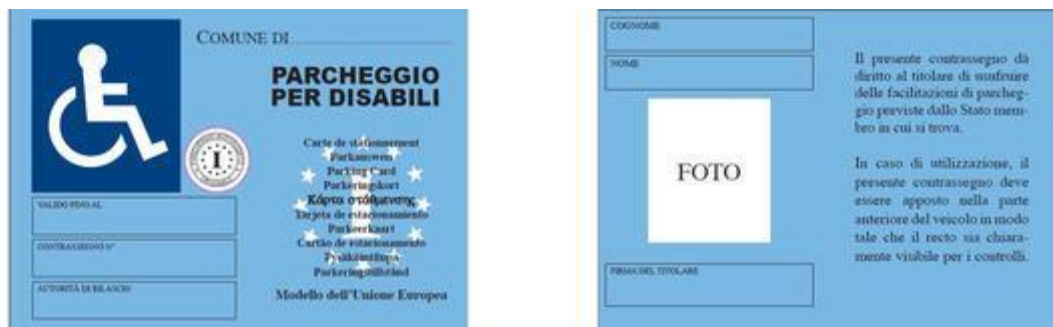 COMUNE DI
PARCHEGGIO
PER DISABILI
I
Carte de stationnement
Parkausweis
Parking Card
Parkeringskort
Κάρτα στάθμευσης
Tarjeta de estacionamiento
Parkeerkaart
Cartão de estacionamento
Pysäköintilupa
Parkeringstillstånd
Modello dell'Unione Europea
VALIDO FINO AL
CONTRASSEGNO N°
AUTORITÀ DI RILASCIO
COGNOME
NOME
FOTO
FIRMA DEL TITOLARE
Il presente contrassegno dà
diritto al titolare di usufruire
delle facilitazioni di parcheg-
gio previste dallo Stato mem-
bro in cui si trova.
In caso di utilizzazione, il
presente contrassegno deve
essere apposto nella parte
anteriore del veicolo in modo
tale che il recto sia chiara-
mente visibile per i controlli.